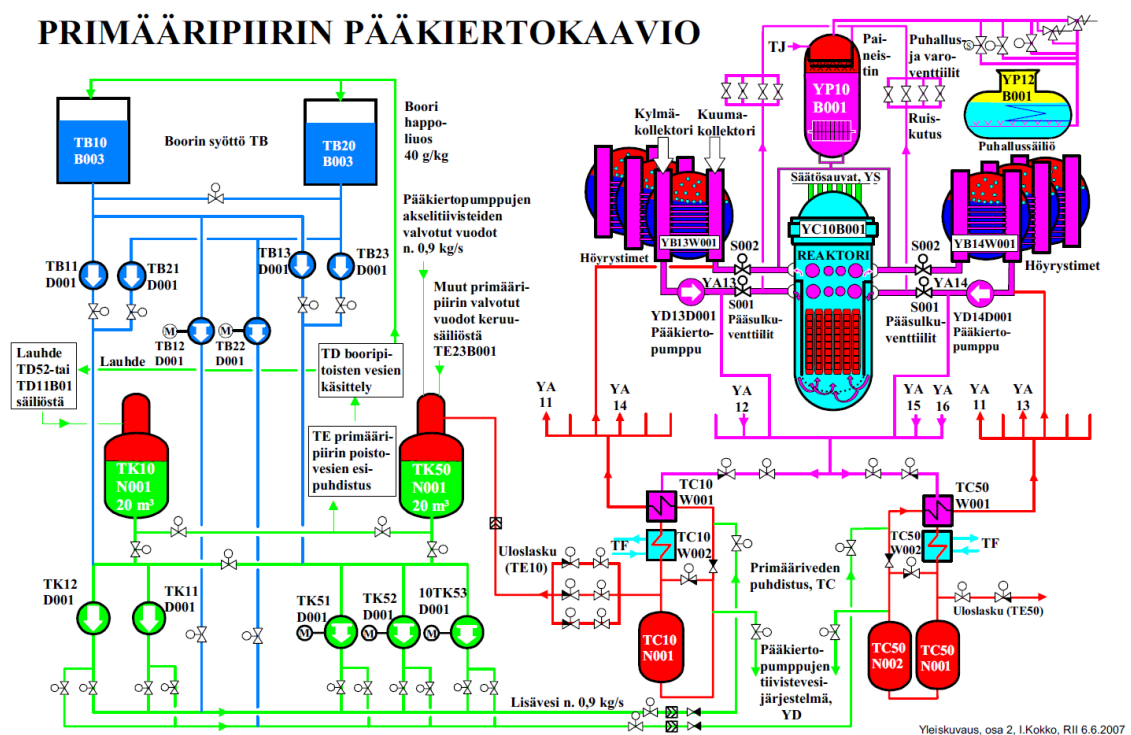 PRIMÄÄRIPIIRIN PÄÄKIERTOKAAVIO
TB10
B003
Boorin syöttö TB
TB20
B003
Boori
happo-
liuos
40 g/kg
Pääkiertopumppujen
akselitiivisteiden
valvotut vuodot
n. 0,9 kg/s
TB11
D001
TB21
D001
TB13
D001
TB23
D001
M
TB12
D001
M
TB22
D001
Muut primääri-
piirin valvotut
vuodot keruu-
säiliöstä
TE23B001
Lauhde
TD52-tai
TD11B01
säiliöstä
Lauhde
TD booripi-
toisten vesien
käsittely
TE primääri-
piirin poisto-
vesien esi-
puhdistus
TK10
N001
20 m³
TK50
N001
20 m³
TK12
D001
TK11
D001
TK51
D001
M
TK52
D001
M
10TK53
D001
M
Lisävesi n. 0,9 kg/s
Uloslasku
(TE10)
TJ
Pai-
neis-
tin
YP10
B001
Puhallus-
ja varo-
venttiilit
S
YP12
B001
Puhallussäiliö
Ruis-
kutus
Kylmä-
kollektori
Kuuma-
kollektori
Säätösauvat, YS
YC10B001
REAKTORI
YB13W001
Höyrystimet
YB14W001
Höyrystimet
S002
S002
YA13
YA14
S001
Pääsulku-
venttiilit
S001
Pääsulku-
venttiilit
YD13D001
Pääkierto-
pumppu
YD14D001
Pääkierto-
pumppu
YA
11
YA
14
YA
12
YA
15
YA
16
YA
11
YA
13
TC10
W001
TC10
W002
TF
TC50
W001
TC50
W002
TF
Primääriveden
puhdistus, TC
Uloslasku (TE50)
TC10
N001
TC50
N002
TC50
N001
Pääkierto-
pumppujen
tiivistevesi-
järjestelmä,
YD
Yleiskuvaus, osa 2, I.Kokko, RII 6.6.2007